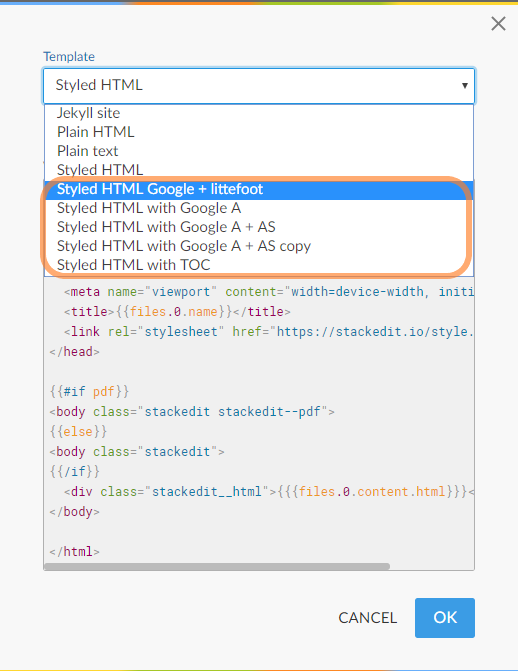 Template
Styled HTML
Jekyll site
Plain HTML
Plain text
Styled HTML
Styled HTML Google + littefoot
Styled HTML with Google A
Styled HTML with Google A + AS
Styled HTML with Google A + AS copy
Styled HTML with TOC
<meta name="viewport" content="width=device-width, initi
<title>{{files.0.name}}</title>
<link rel="stylesheet" href="https://stackedit.io/style.
</head>
{{#if pdf}}
<body class="stackedit stackedit--pdf">
{{else}}
<body class="stackedit">
{{/if}}
<div class="stackedit__html">{{{files.0.content.html}}}<
</body>
</html>
CANCEL OK